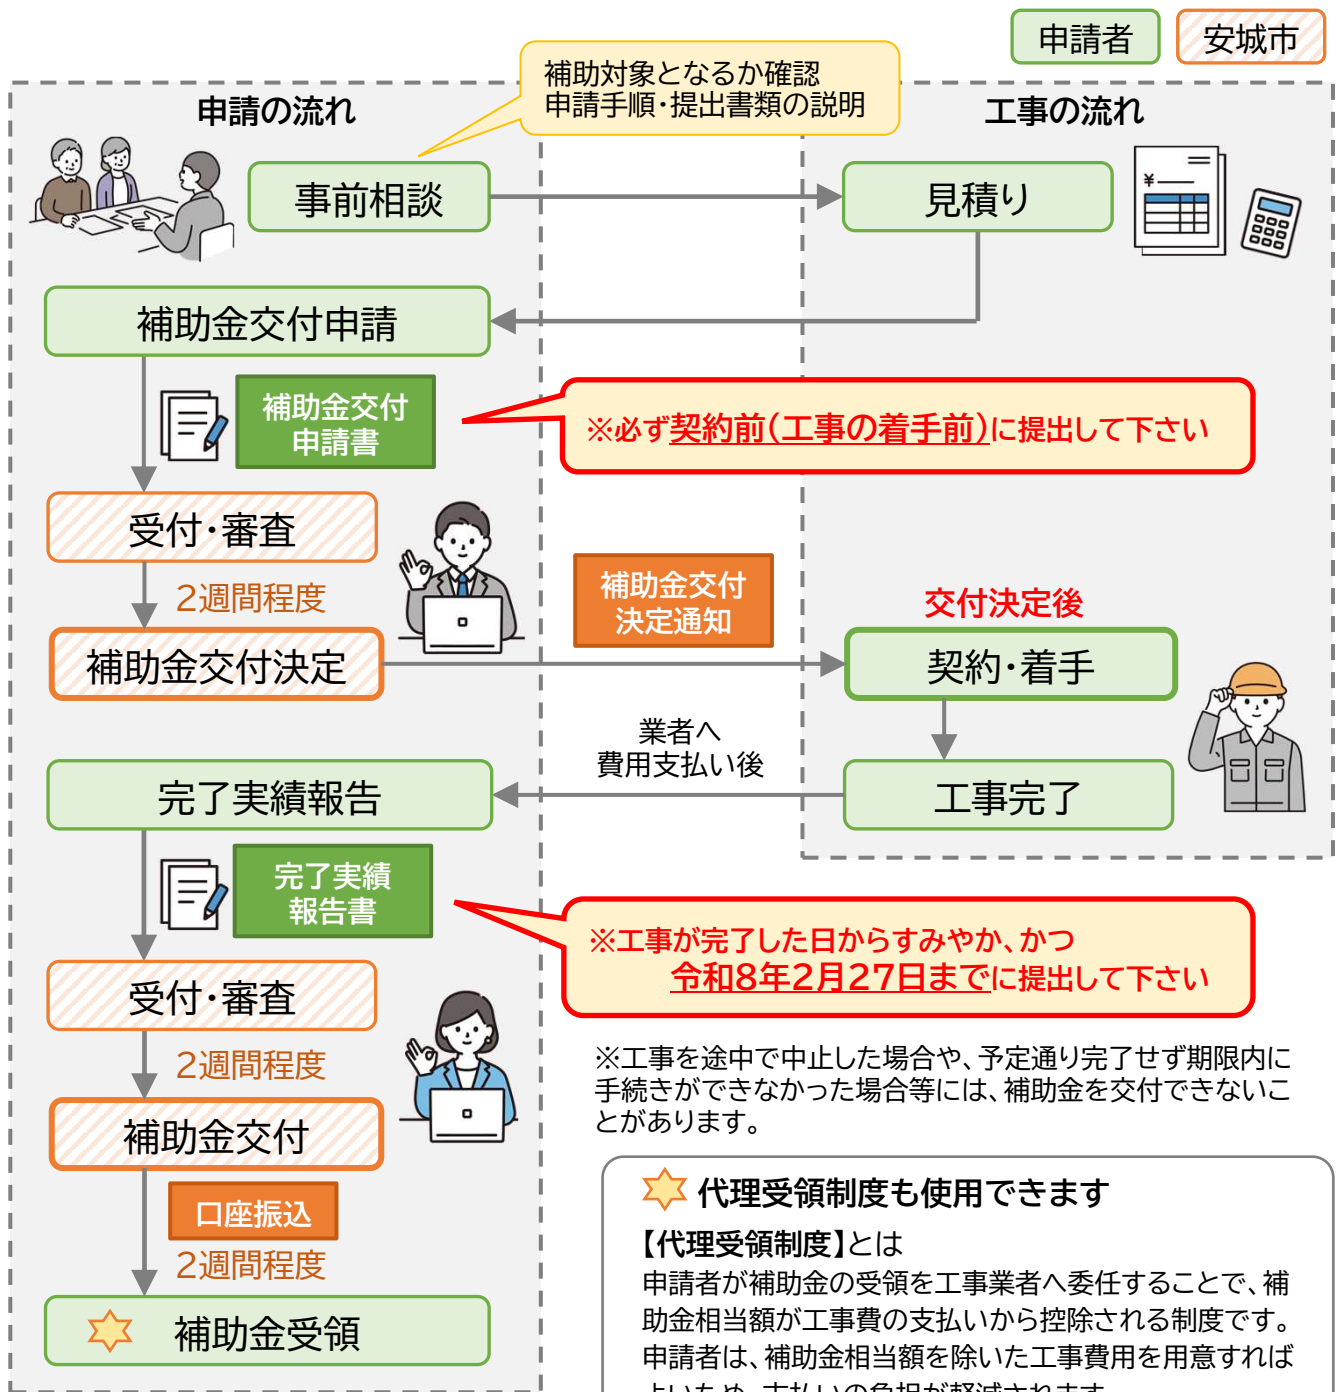 申請者
安城市
補助対象となるか確認
申請手順・提出書類の説明
申請の流れ
工事の流れ
事前相談
見積り
¥
補助金交付申請
補助金交付
申請書
※必ず契約前(工事の着手前)に提出して下さい
受付・審査
2週間程度
補助金交付
決定通知
交付決定後
補助金交付決定
契約・着手
業者へ
費用支払い後
完了実績報告
工事完了
完了実績
報告書
※工事が完了した日からすみやか、かつ
令和8年2月27日までに提出して下さい
受付・審査
2週間程度
※工事を途中で中止した場合や、予定通り完了せず期限内に
手続きができなかった場合等には、補助金を交付できないこ
とがあります。
補助金交付
口座振込
2週間程度
補助金受領
代理受領制度も使用できます
【代理受領制度】とは
申請者が補助金の受領を工事業者へ委任することで、補
助金相当額が工事費の支払いから控除される制度です。
申請者は、補助金相当額を除いた工事費用を用意すれば
よいため、支払いの負担が軽減されます